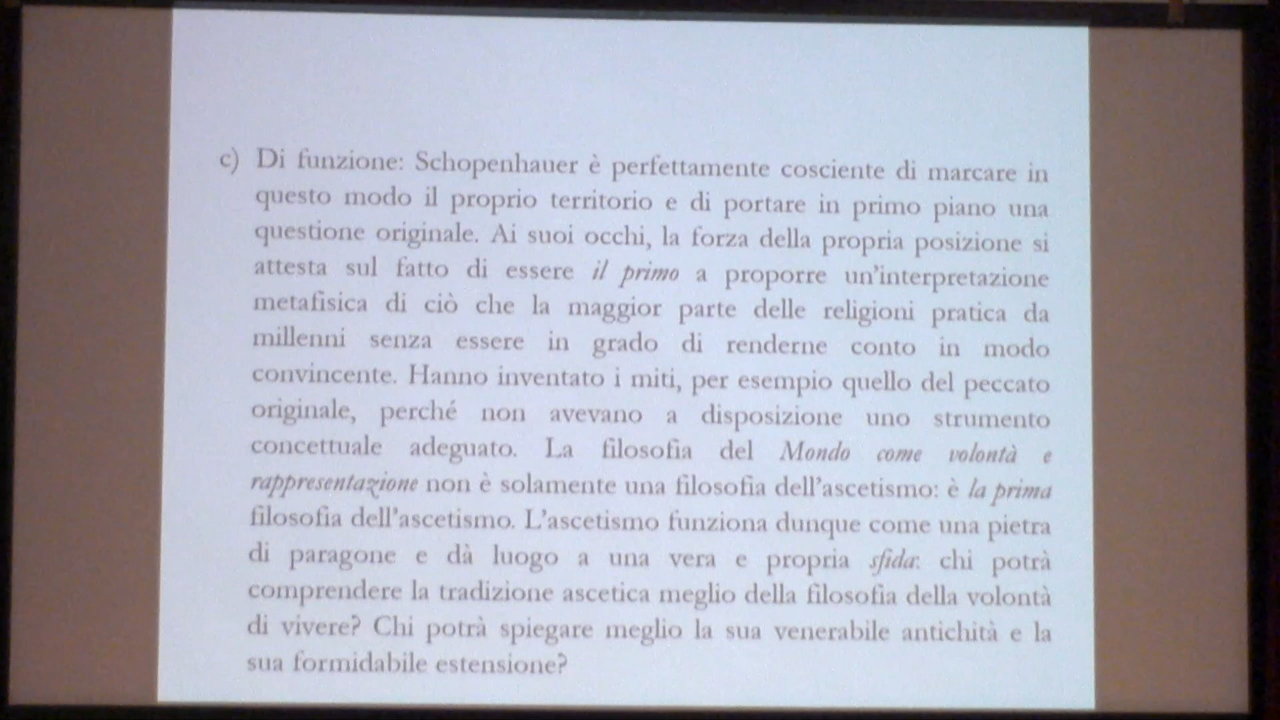 c) Di funzione: Schopenhauer è perfettamente cosciente di marcare in
questo modo il proprio territorio e di portare in primo piano una
questione originale. Ai suoi occhi, la forza della propria posizione si
attesta sul fatto di essere il primo a proporre un'interpretazione
metafisica di ciò che la maggior parte delle religioni pratica da
millenni senza essere in grado di renderne conto in modo
convincente. Hanno inventato i miti, per esempio quello del peccato
originale, perché non avevano a disposizione uno strumento
concettuale adeguato. La filosofia del Mondo come volontà e
rappresentazione non è solamente una filosofia dell'ascetismo: è la prima
filosofia dell'ascetismo. L'ascetismo funziona dunque come una pietra
di paragone e dà luogo a una vera e propria sfida: chi potrà
comprendere la tradizione ascetica meglio della filosofia della volontà
di vivere? Chi potrà spiegare meglio la sua venerabile antichità e la
sua formidabile estensione?